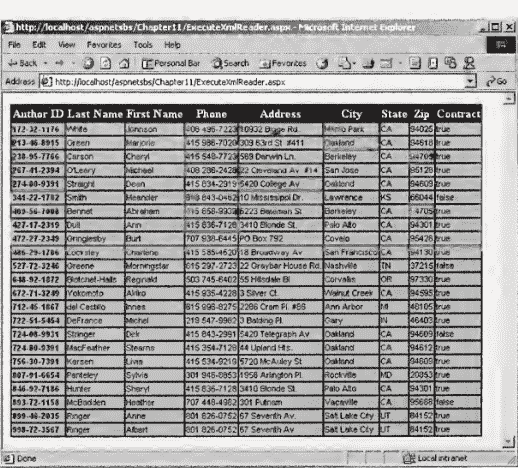 http://localhost/aspnetsbs/Chapter11/ExecuteXmlReader.aspx - Microsoft Internet Explorer
File Edit View Favorites Tools Help
Back Personal Bar Search Favorites
Address http://localhost/aspnetsbs/Chapter11/ExecuteXmlReader.aspx Go
Author ID Last Name First Name Phone Address City State Zip Contract
172-32-1176 White Johnson 408 496-7223 10932 Bigge Rd. Menlo Park CA 94025 true
213-46-8915 Green Marjorie 415 986-7020 309 63rd St. #411 Oakland CA 94618 true
238-95-7766 Carson Cheryl 415 548-7723 589 Darwin Ln. Berkeley CA 94705 true
267-41-2394 O'Leary Michael 408 286-2428 22 Cleveland Av. #14 San Jose CA 95128 true
274-80-9391 Straight Dean 415 834-2919 5420 College Av. Oakland CA 94609 true
341-22-1782 Smith Meander 913 843-0462 10 Mississippi Dr. Lawrence KS 66044 false
409-56-7008 Bennet Abraham 415 658-9932 6223 Bateman St. Berkeley CA 94705 true
427-17-2319 Dull Ann 415 836-7128 3410 Blonde St. Palo Alto CA 94301 true
472-27-2349 Gringlesby Burt 707 938-6445 PO Box 792 Covelo CA 95428 true
486-29-1786 Locksley Charlene 415 585-4620 18 Broadway Av. San Francisco CA 94130 true
527-72-3246 Greene Morningstar 615 297-2723 22 Graybar House Rd. Nashville TN 37215 false
648-92-1872 Blotchet-Halls Reginald 503 745-6402 55 Hillsdale Bl. Corvallis OR 97330 true
672-71-3249 Yokomoto Akiko 415 935-4228 3 Silver Ct. Walnut Creek CA 94595 true
712-45-1867 del Castillo Innes 615 996-8275 2286 Cram Pl. #86 Ann Arbor MI 48105 true
722-51-5454 DeFrance Michel 219 547-9982 3 Balding Pl. Gary IN 46403 true
724-08-9931 Stringer Dirk 415 843-2991 5420 Telegraph Av. Oakland CA 94609 false
724-80-9391 MacFeather Stearns 415 354-7128 44 Upland Hts. Oakland CA 94612 true
756-30-7391 Karsen Livia 415 534-9219 5720 McAuley St. Oakland CA 94609 true
807-91-6654 Panteley Sylvia 301 946-8853 1956 Arlington Pl. Rockville MD 20853 true
846-92-7186 Hunter Sheryl 415 836-7128 3410 Blonde St. Palo Alto CA 94301 true
893-72-1158 McBadden Heather 707 448-4982 301 Putnam Vacaville CA 95688 false
899-46-2035 Ringer Anne 801 826-0752 67 Seventh Av. Salt Lake City UT 84152 true
998-72-3567 Ringer Albert 801 826-0752 67 Seventh Av. Salt Lake City UT 84152 true
Done Local intranet